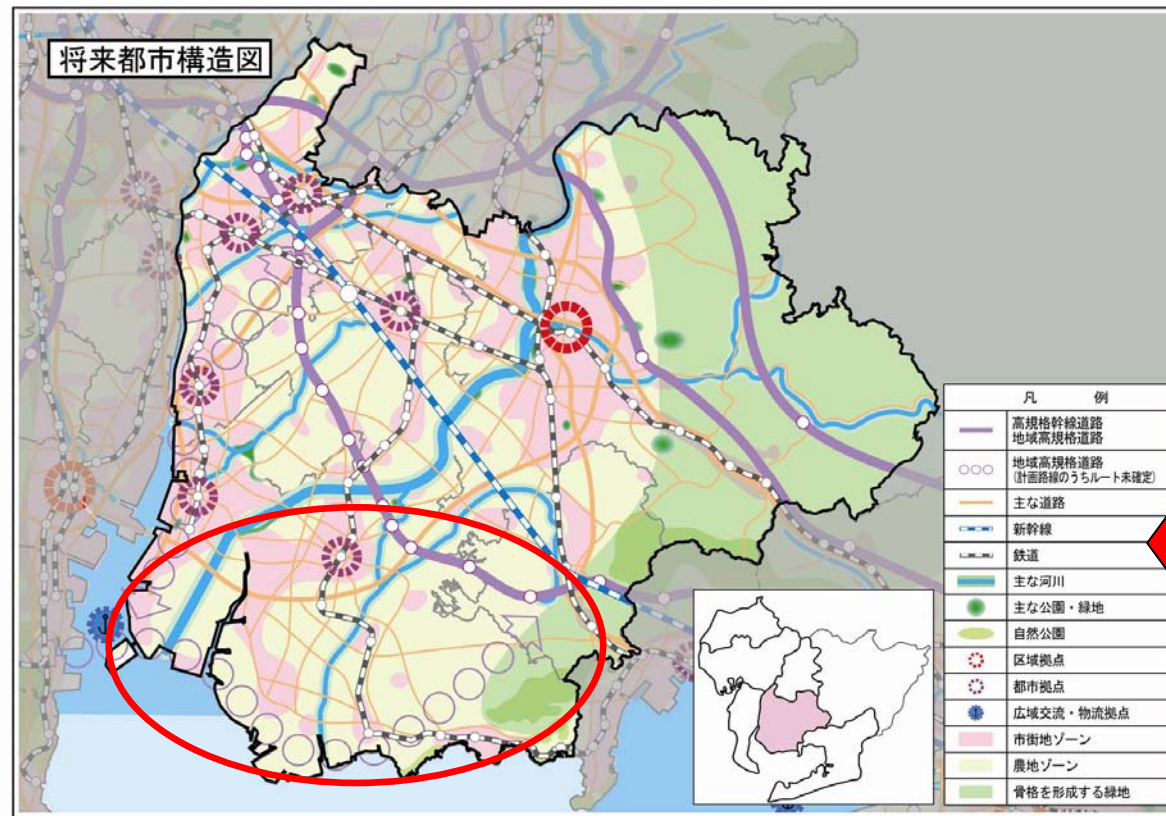 将来都市構造図
凡 例
高規格幹線道路
地域高規格道路
地域高規格道路
(計画路線のうちルート未確定)
主な道路
新幹線
鉄道
主な河川
主な公園・緑地
自然公園
区域拠点
都市拠点
広域交流・物流拠点
市街地ゾーン
農地ゾーン
骨格を形成する緑地